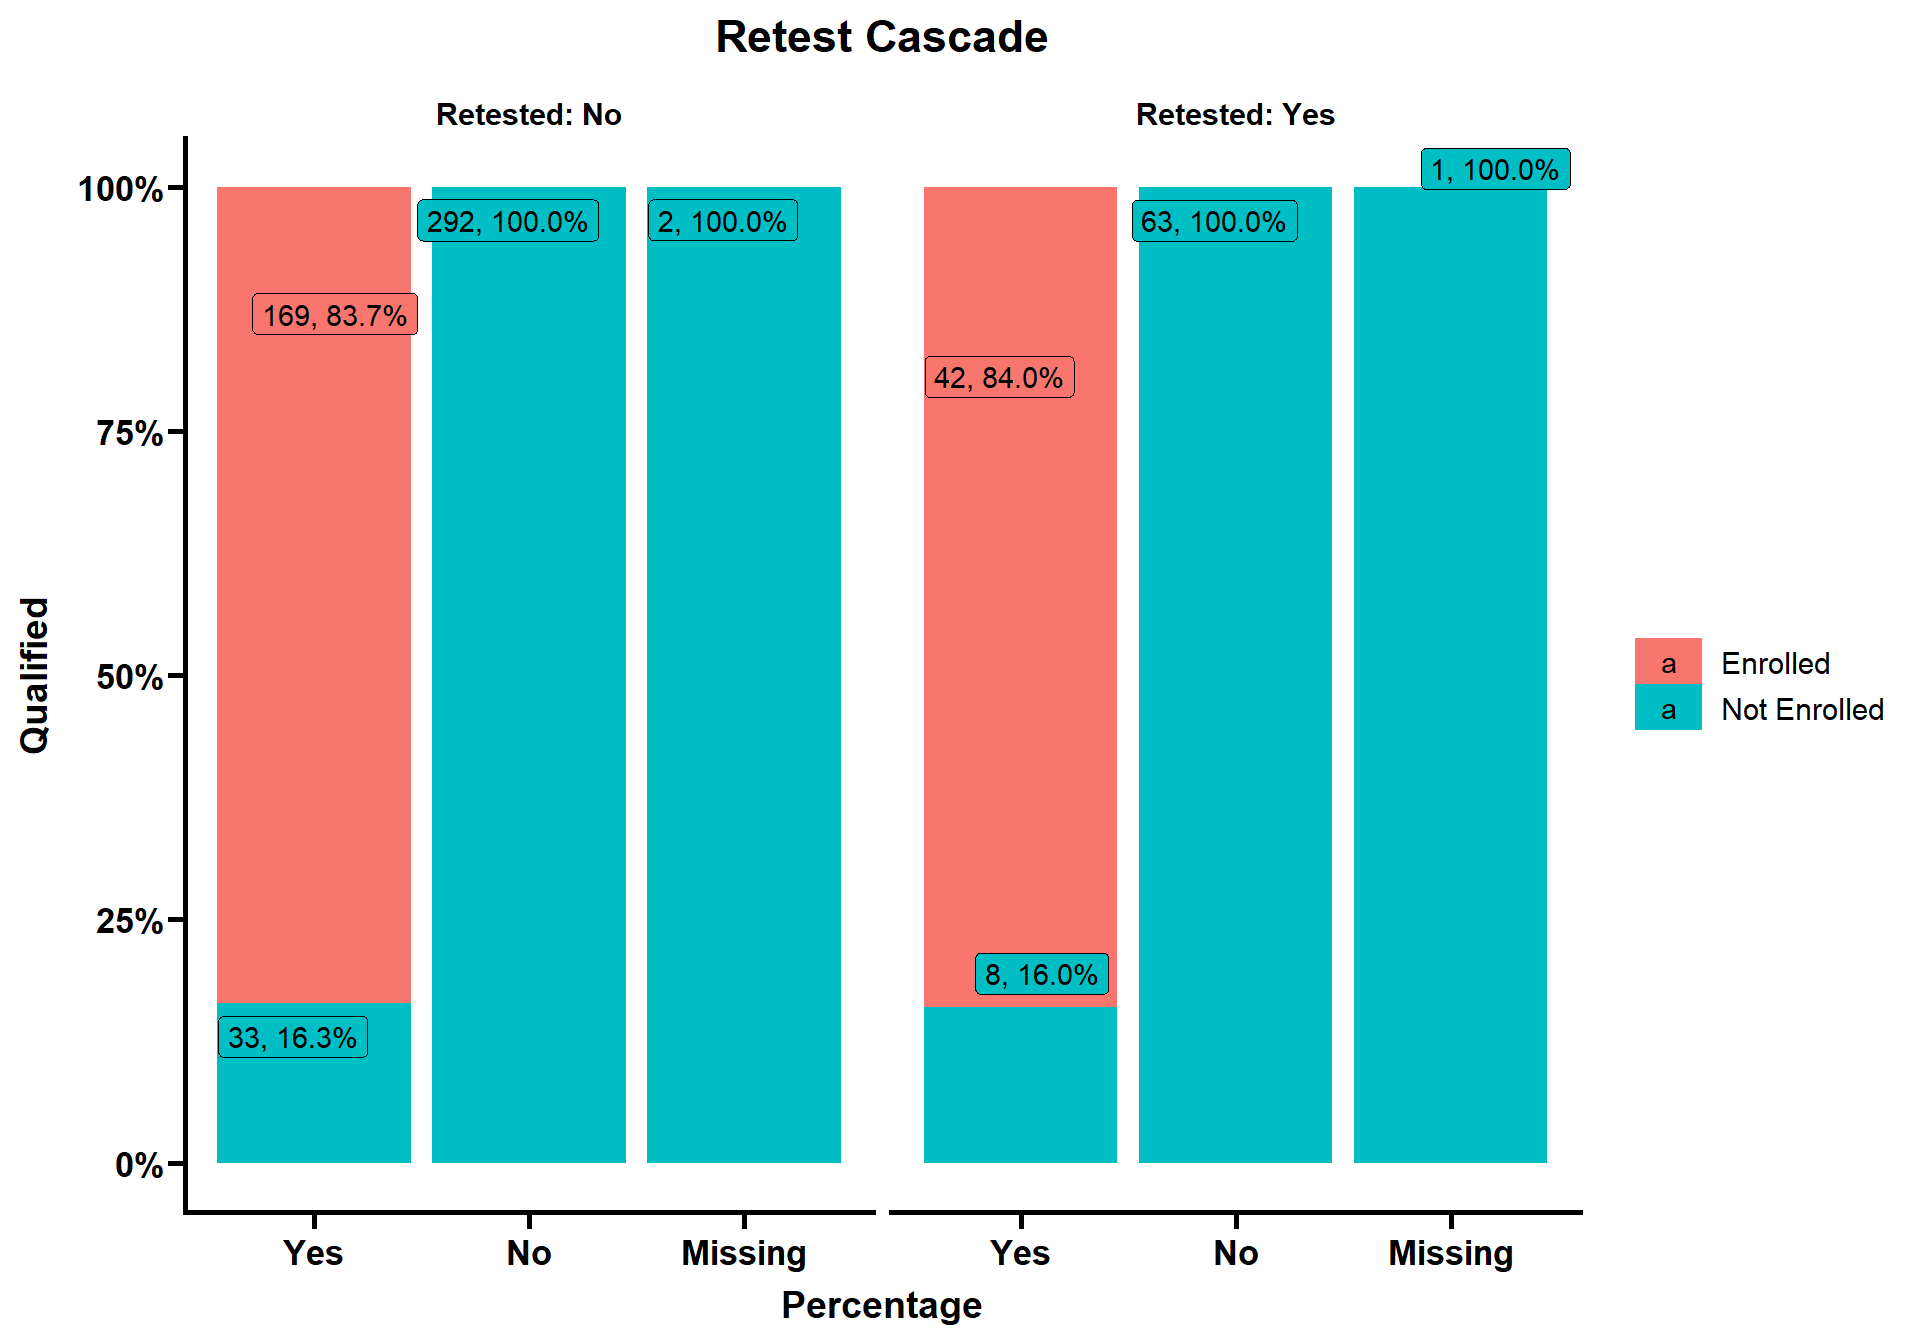 Retest Cascade
Retested: No
Retested: Yes
100%
75%
50%
25%
0%
Qualified
169, 83.7%
33, 16.3%
292, 100.0%
2, 100.0%
42, 84.0%
8, 16.0%
63, 100.0%
1, 100.0%
Yes
No
Missing
Yes
No
Missing
Percentage
a Enrolled
a Not Enrolled